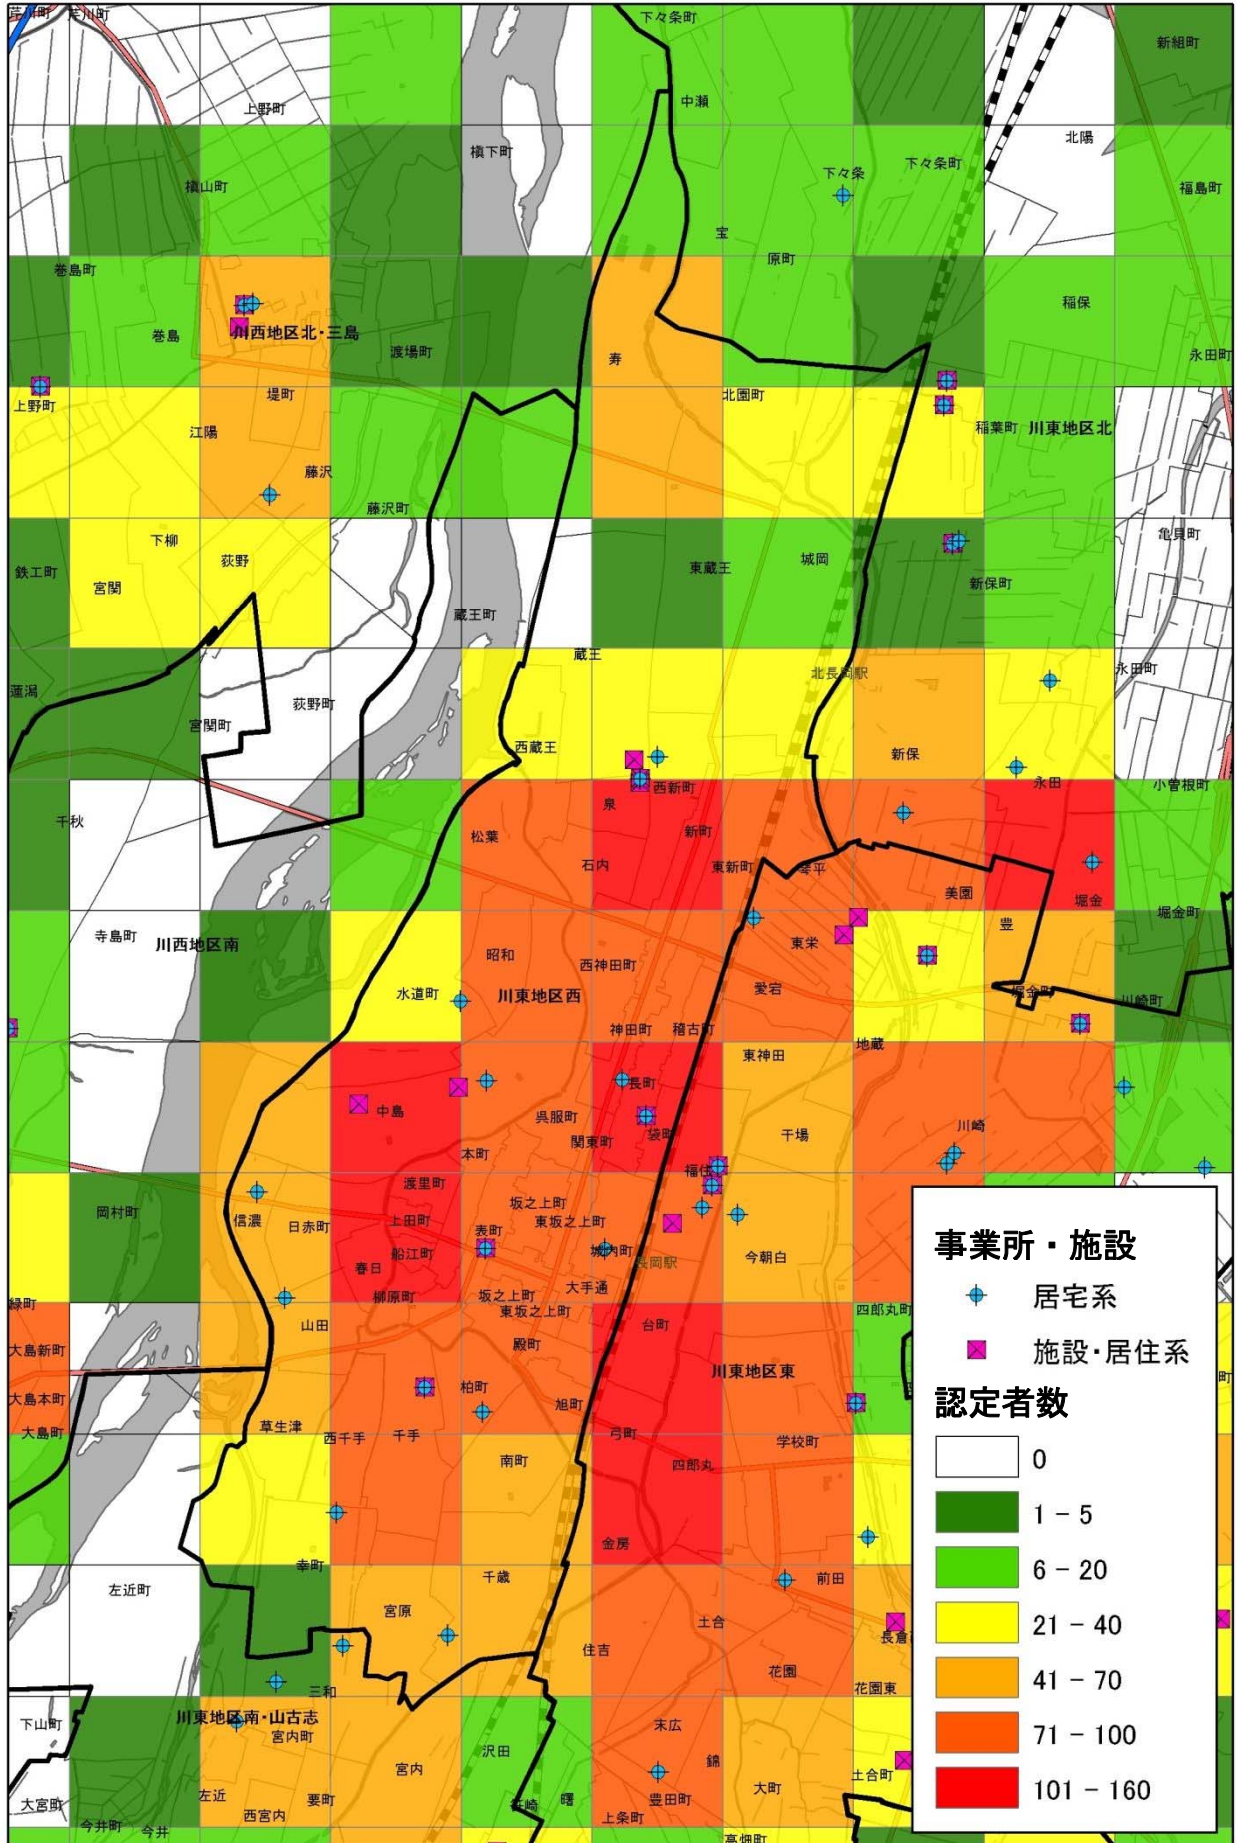 芹川町
芹川町
下々条町
新組町
上野町
中瀬
北陽
槇下町
下々条
下々条町
槇山町
福島町
宝
原町
巻島町
稲保
巻島
川西地区北・三島
渡場町
寿
永田町
堤町
北園町
上野町
江陽
稲葉町
川東地区北
藤沢
藤沢町
下柳
荻野
城岡
亀貝町
鉄工町
宮関
東蔵王
新保町
蔵王町
蔵王
北長岡駅
永田町
蓮潟
荻野町
宮関町
西蔵王
新保
永田
小曽根町
西新町
泉
千秋
松葉
新町
石内
東新町
琴平
美園
堀金
堀金町
豊
寺島町
川西地区南
昭和
西神田町
東栄
水道町
川東地区西
愛宕
堀金町
川崎町
神田町
稽古町
地蔵
東神田
中島
長町
呉服町
関東町
袋町
干場
川崎
本町
福住
渡里町
岡村町
信濃
日赤町
上田町
坂之上町
東坂之上町
表町
船江町
城内町
長岡駅
今朝白
春日
柳原町
坂之上町
大手通
緑町
山田
東坂之上町
台町
四郎丸町
大島新町
殿町
川東地区東
大島本町
柏町
旭町
大島町
草生津
西千手
千手
弓町
学校町
南町
四郎丸
金房
幸町
千歳
前田
左近町
宮原
土合
住吉
長倉
花園
三和
花園東
下山町
川東地区南・山古志
宮内町
末広
沢田
錦
宮内
土合町
大町
左近
要町
大宮町
西宮内
笹崎
曙
豊田町
今井町
今井
上条町
高畑町
町
事業所・施設
居宅系
施設・居住系
認定者数
0
1 － 5
6 － 20
21 － 40
41 － 70
71 － 100
101 － 160